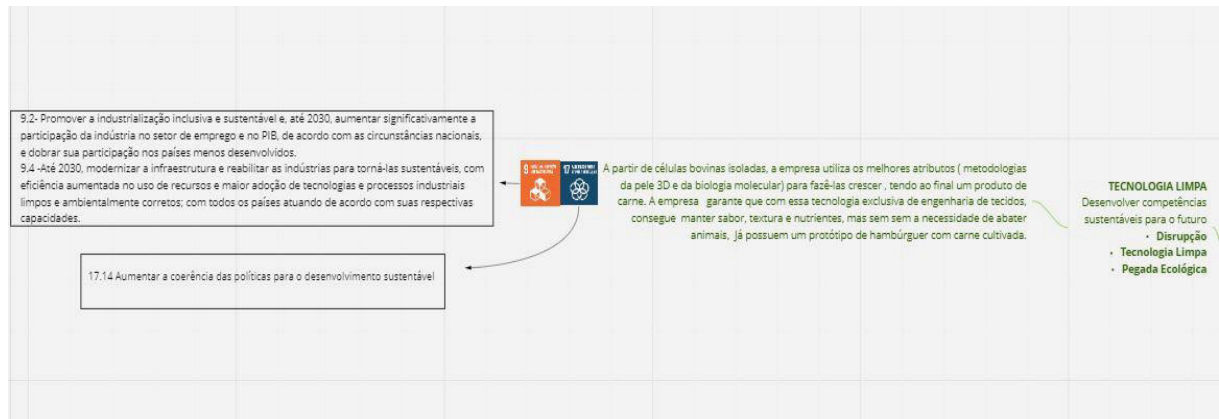 9.2- Promover a industrialização inclusiva e sustentável e, até 2030, aumentar significativamente a
participação da indústria no setor de emprego e no PIB, de acordo com as circunstâncias nacionais,
e dobrar sua participação nos países menos desenvolvidos.
9.4 -Até 2030, modernizar a infraestrutura e reabilitar as indústrias para torná-las sustentáveis, com
eficiência aumentada no uso de recursos e maior adoção de tecnologias e processos industriais
limpos e ambientalmente corretos; com todos os países atuando de acordo com suas respectivas
capacidades.
17.14 Aumentar a coerência das políticas para o desenvolvimento sustentável
9
17
A partir de células bovinas isoladas, a empresa utiliza os melhores atributos ( metodologias
da pele 3D e da biologia molecular) para fazê-las crescer , tendo ao final um produto de
carne. A empresa garante que com essa tecnologia exclusiva de engenharia de tecidos,
consegue manter sabor, textura e nutrientes, mas sem sem a necessidade de abater
animais, Já possuem um protótipo de hambúrguer com carne cultivada.
TECNOLOGIA LIMPA
Desenvolver competências
sustentáveis para o futuro
• Disrupção
• Tecnologia Limpa
• Pegada Ecológica